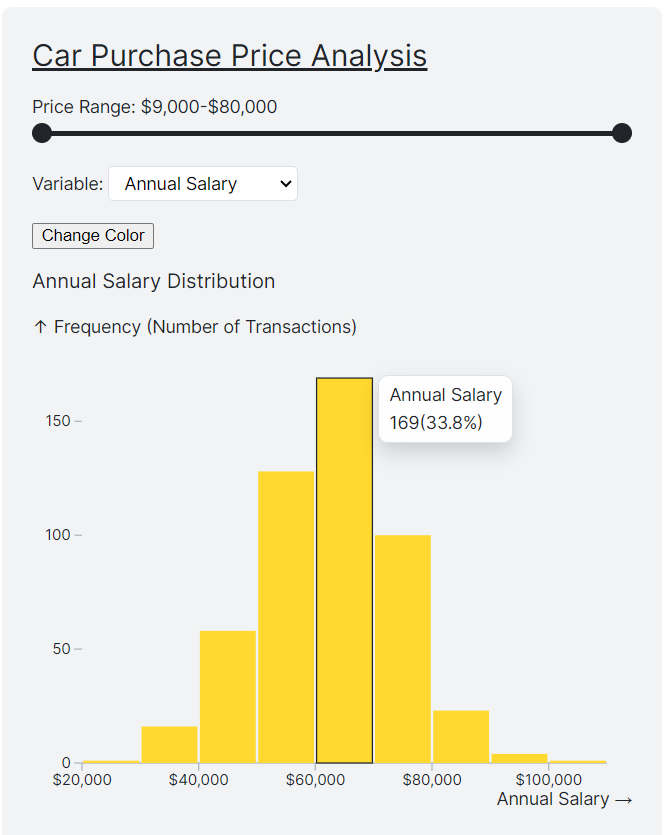 Car Purchase Price Analysis
Price Range: $9,000-$80,000
Variable: Annual Salary
Change Color
Annual Salary Distribution
↑ Frequency (Number of Transactions)
Annual Salary
169(33.8%)
150
100
50
0
$20,000 $40,000 $60,000 $80,000 $100,000
Annual Salary →